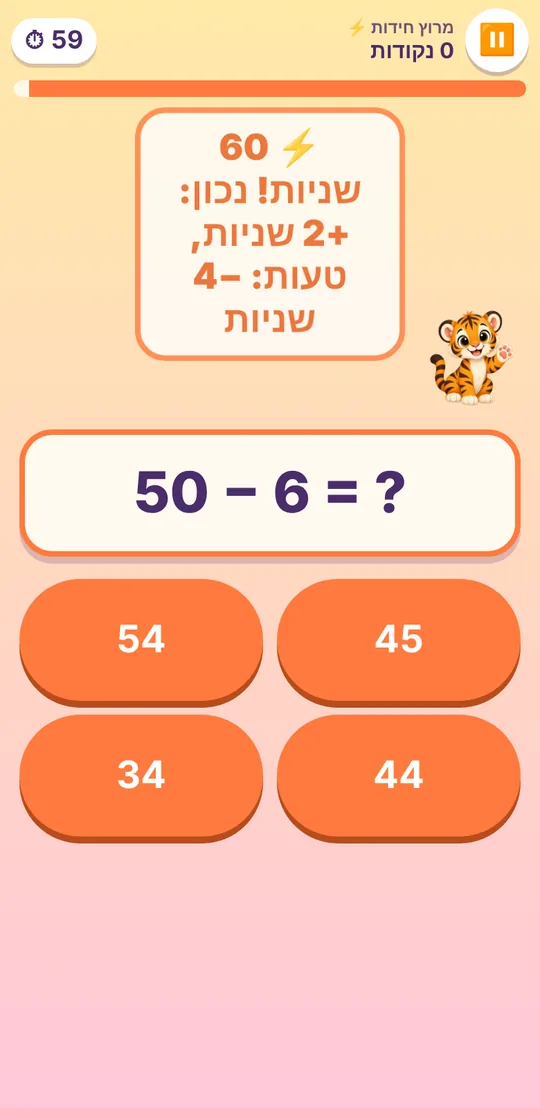 מרוץ חידות ⚡
0 נקודות
⏱ 59
⚡ 60
שניות! נכון:
+2 שניות,
טעות: −4
שניות
50 − 6 = ?
45
54
44
34